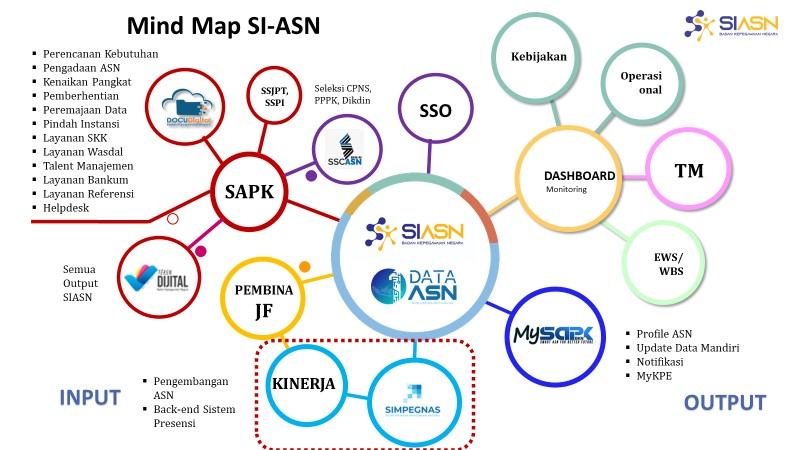 Mind Map SI-ASN
SIASN
BADAN KEPEGAWAIAN NEGARA
Perencanan Kebutuhan
Pengadaan ASN
Kenaikan Pangkat
Pemberhentian
Peremajaan Data
Pindah Instansi
Layanan SKK
Layanan Wasdal
Talent Manajemen
Layanan Bankum
Layanan Referensi
Helpdesk
DOCUDigital
SSJPT,
SSPI
Seleksi CPNS,
PPPK, Dikdin
SSCASN
SSO
Kebijakan
Operasi
onal
DASHBOARD
Monitoring
TM
EWS/
WBS
SAPK
SIASN
BADAN KEPEGAWAIAN NEGARA
DATA
ASN
Semua
Output
SIASN
TEKEN
DIJITAL
PEMBINA
JF
MySAPK
Profile ASN
Update Data Mandiri
Notifikasi
MyKPE
KINERJA
SIMPEGNAS
INPUT
Pengembangan
ASN
Back-end Sistem
Presensi
OUTPUT